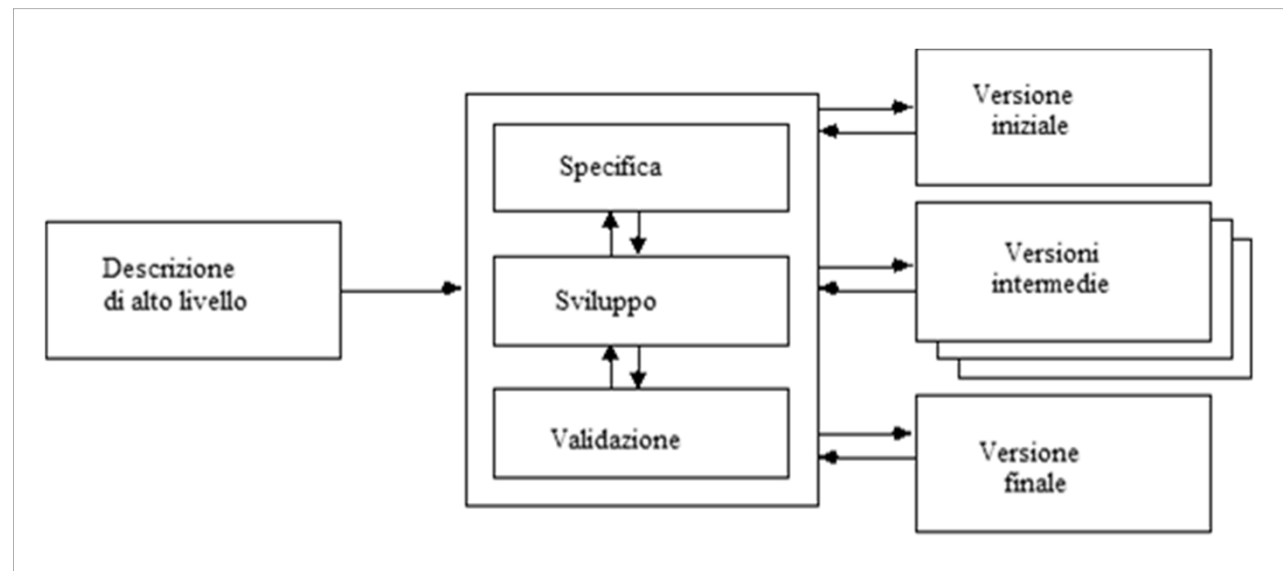 Descrizione
di alto livello
Specifica
Sviluppo
Validazione
Versione
iniziale
Versioni
intermedie
Versione
finale